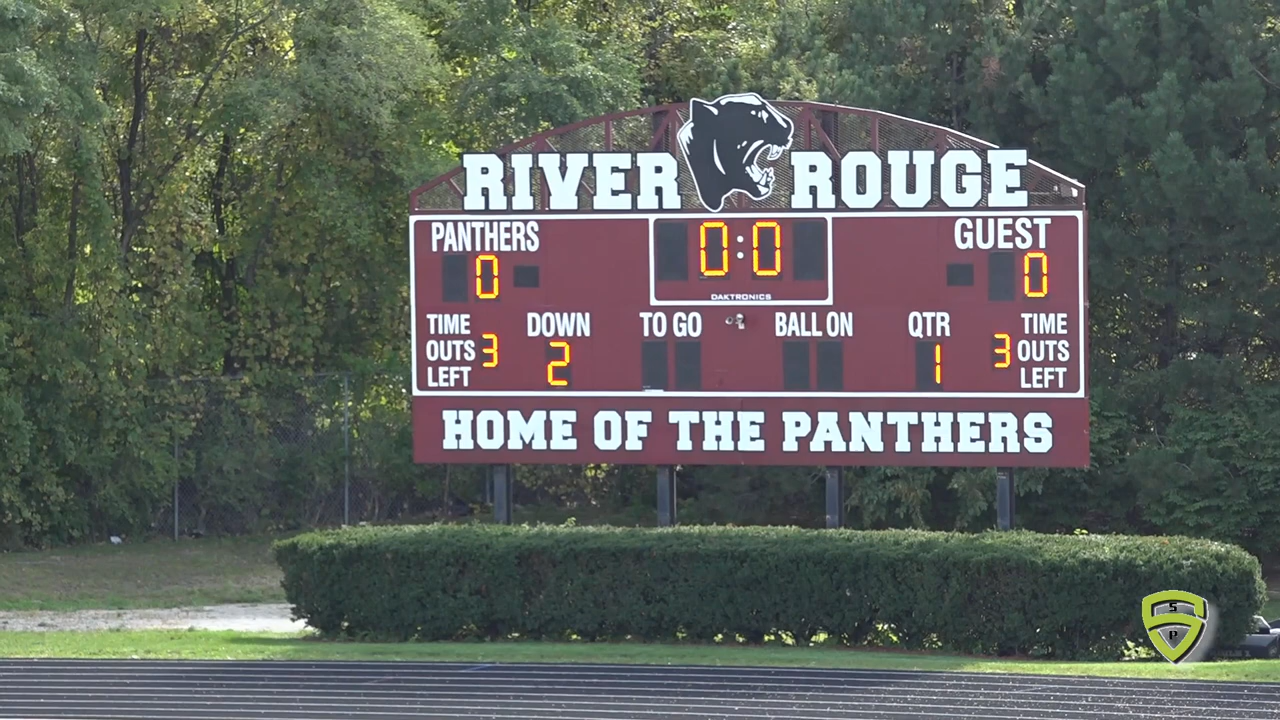 RIVER ROUGE
PANTHERS 0:0 GUEST
0 0
DAKTRONICS
TIME DOWN TO GO BALL ON QTR TIME
OUTS 3 2 1 3 OUTS
LEFT LEFT
HOME OF THE PANTHERS
S
P